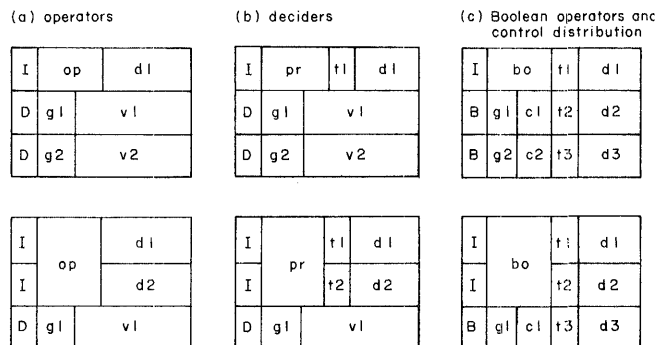 (a) operators (b) deciders (c) Boolean operators and
control distribution
I op d1 I pr t1 d1 I bo t1 d1
D g1 v1 D g1 v1 B g1 c1 t2 d2
D g2 v2 D g2 v2 B g2 c2 t3 d3
I d1 I t1 d1 I t1 d1
op pr bo
I d2 I t2 d2 I t2 d2
D g1 v1 D g1 v1 B g1 c1 t3 d3